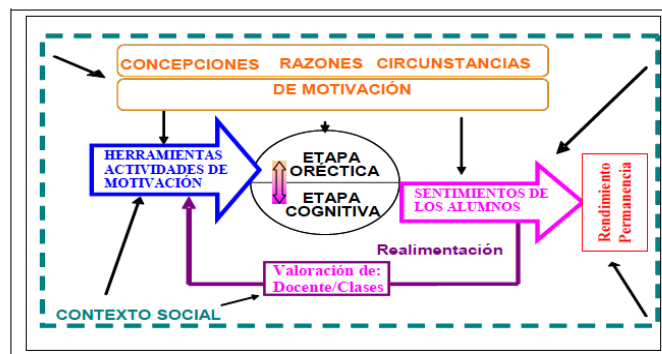 CONCEPCIONES RAZONES CIRCUNSTANCIAS
DE MOTIVACIÓN
HERRAMIENTAS
ACTIVIDADES DE
MOTIVACIÓN
ETAPA
ORÉCTICA
ETAPA
COGNITIVA
SENTIMIENTOS DE
LOS ALUMNOS
Rendimiento
Permanencia
Realimentación
Valoración de:
Docente/Clases
CONTEXTO SOCIAL